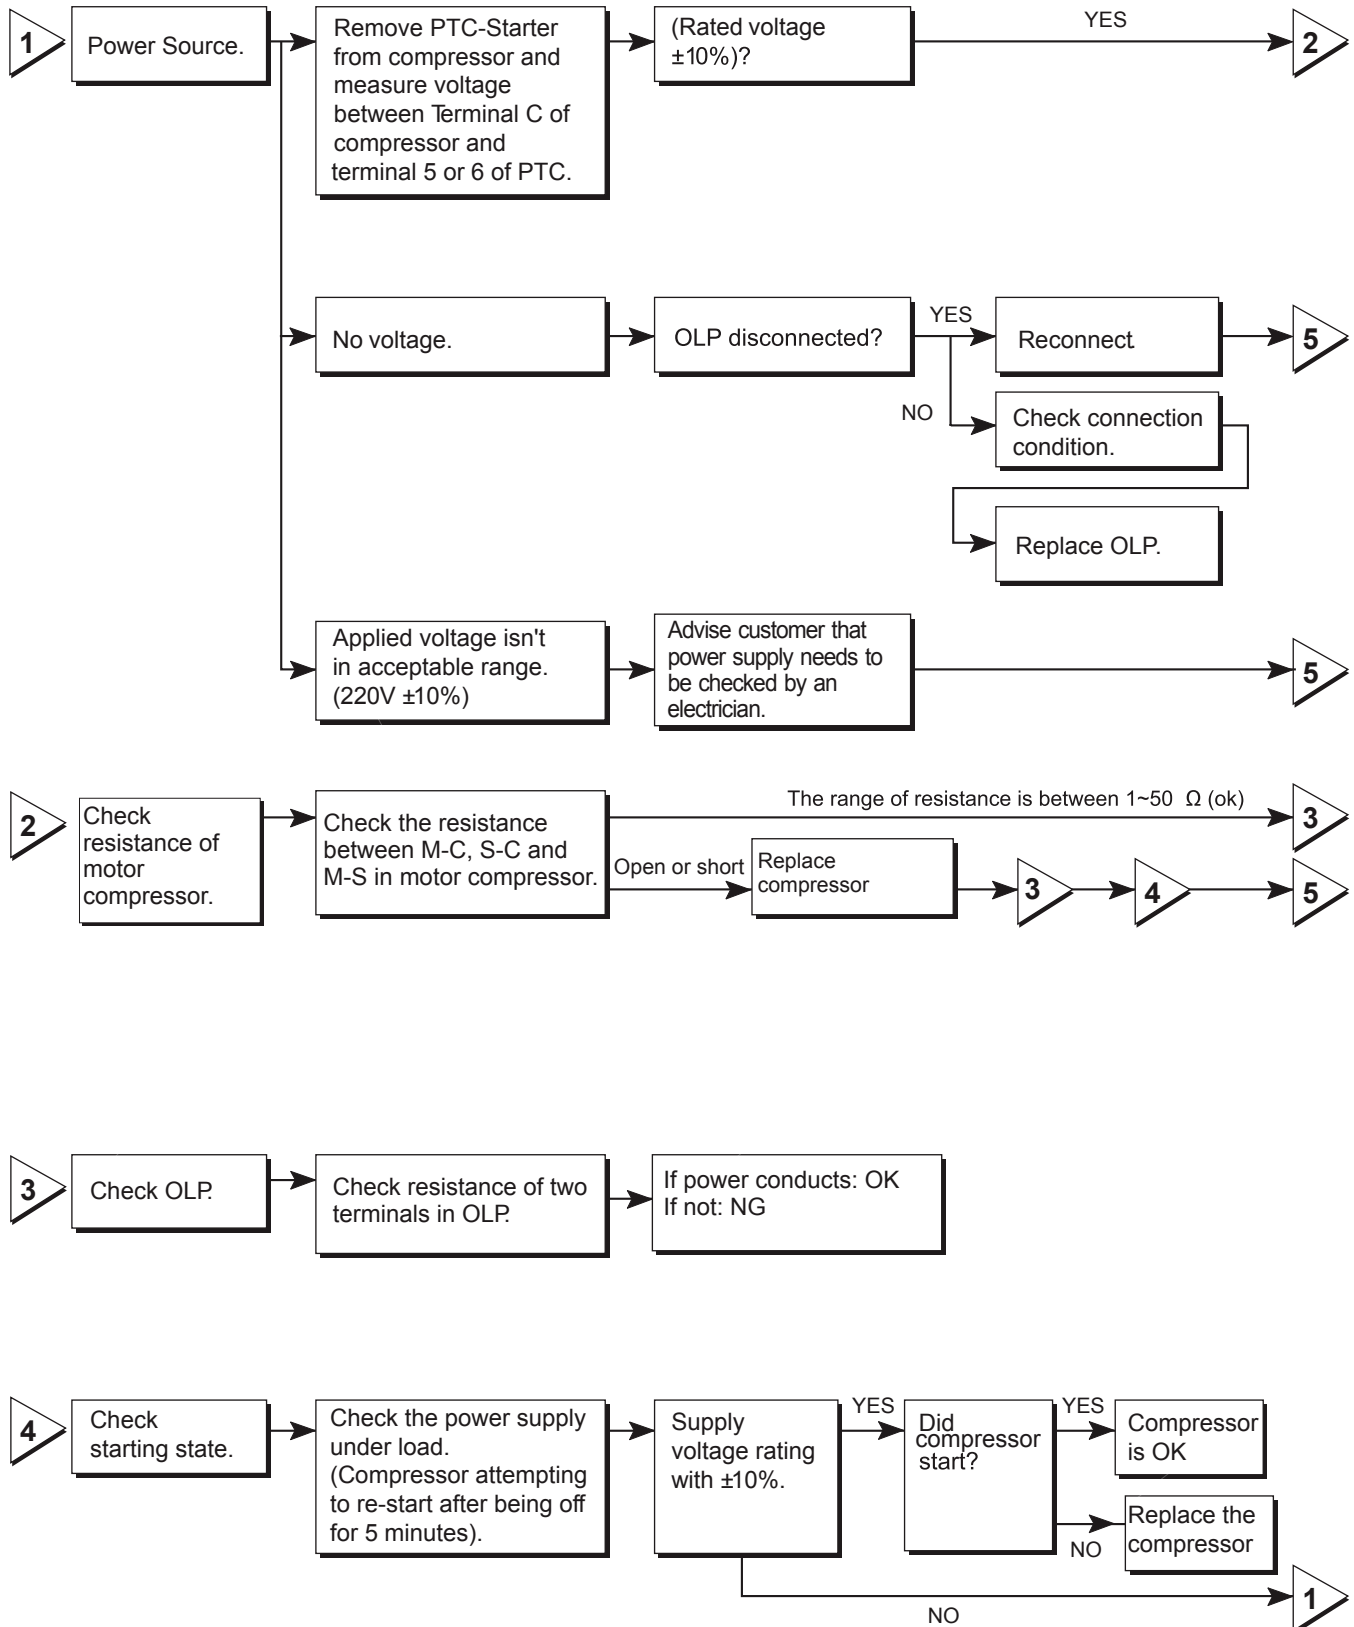 1
Power Source.
Remove PTC-Starter
from compressor and
measure voltage
between Terminal C of
compressor and
terminal 5 or 6 of PTC.
(Rated voltage
±10%)?
YES
2
No voltage.
OLP disconnected?
YES
Reconnect.
5
NO
Check connection
condition.
Replace OLP.
Applied voltage isn't
in acceptable range.
(220V ±10%)
Advise customer that
power supply needs to
be checked by an
electrician.
5
2
Check
resistance of
motor
compressor.
Check the resistance
between M-C, S-C and
M-S in motor compressor.
The range of resistance is between 1~50 Ω (ok)
3
Open or short
Replace
compressor
3
4
5
3
Check OLP.
Check resistance of two
terminals in OLP.
If power conducts: OK
If not: NG
4
Check
starting state.
Check the power supply
under load.
(Compressor attempting
to re-start after being off
for 5 minutes).
Supply
voltage rating
with ±10%.
YES
Did
compressor
start?
YES
Compressor
is OK
NO
Replace the
compressor
NO
1